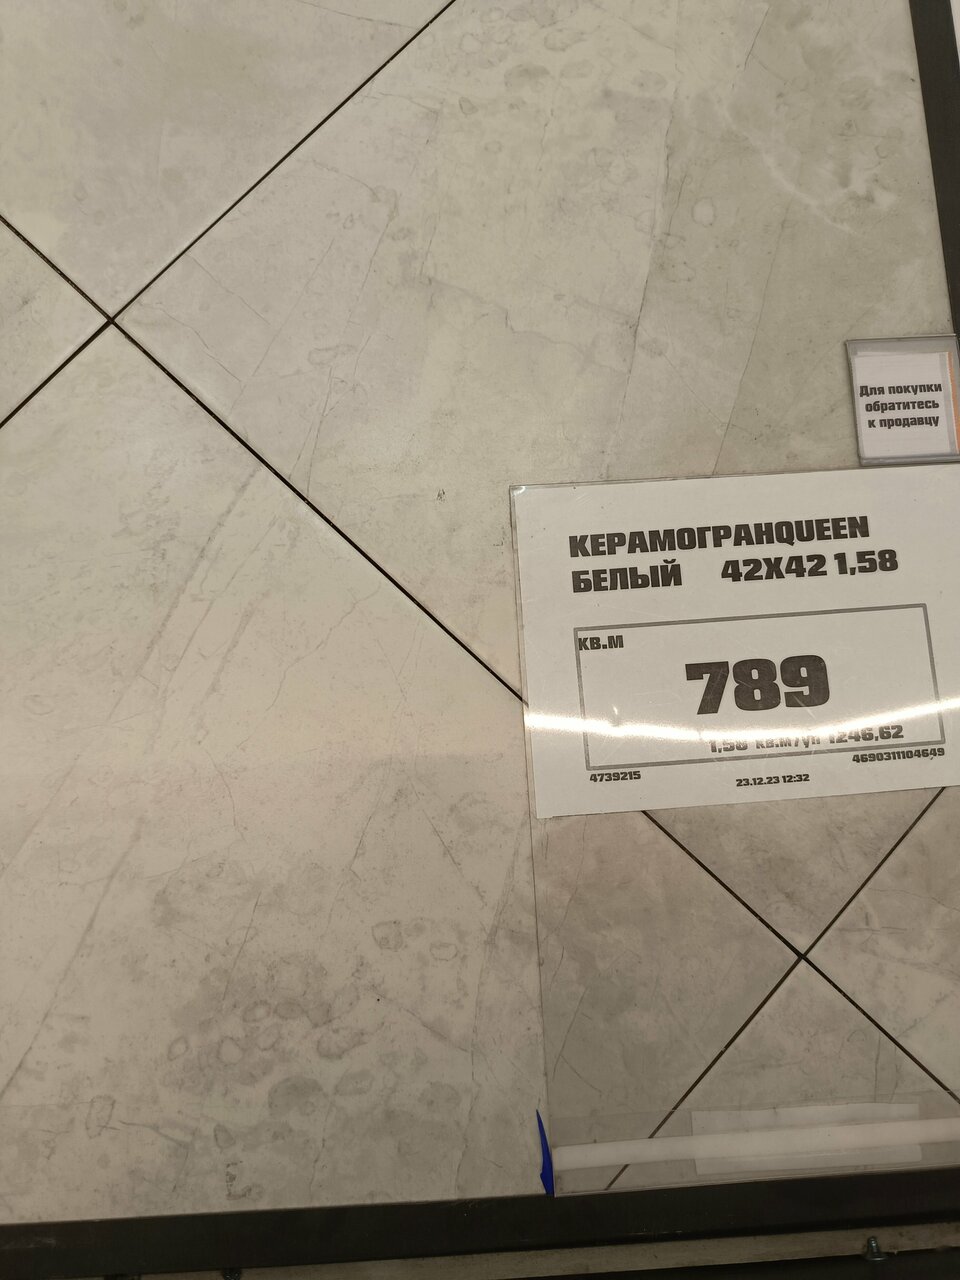 Для покупки
обратитесь
к продавцу
КЕРАМОГРАНQUEEN
БЕЛЫЙ 42X42 1,58
КВ.М
789
1,58 КВ.М/УП 1246,62
4739215 23.12.23 12:32 4690311104649